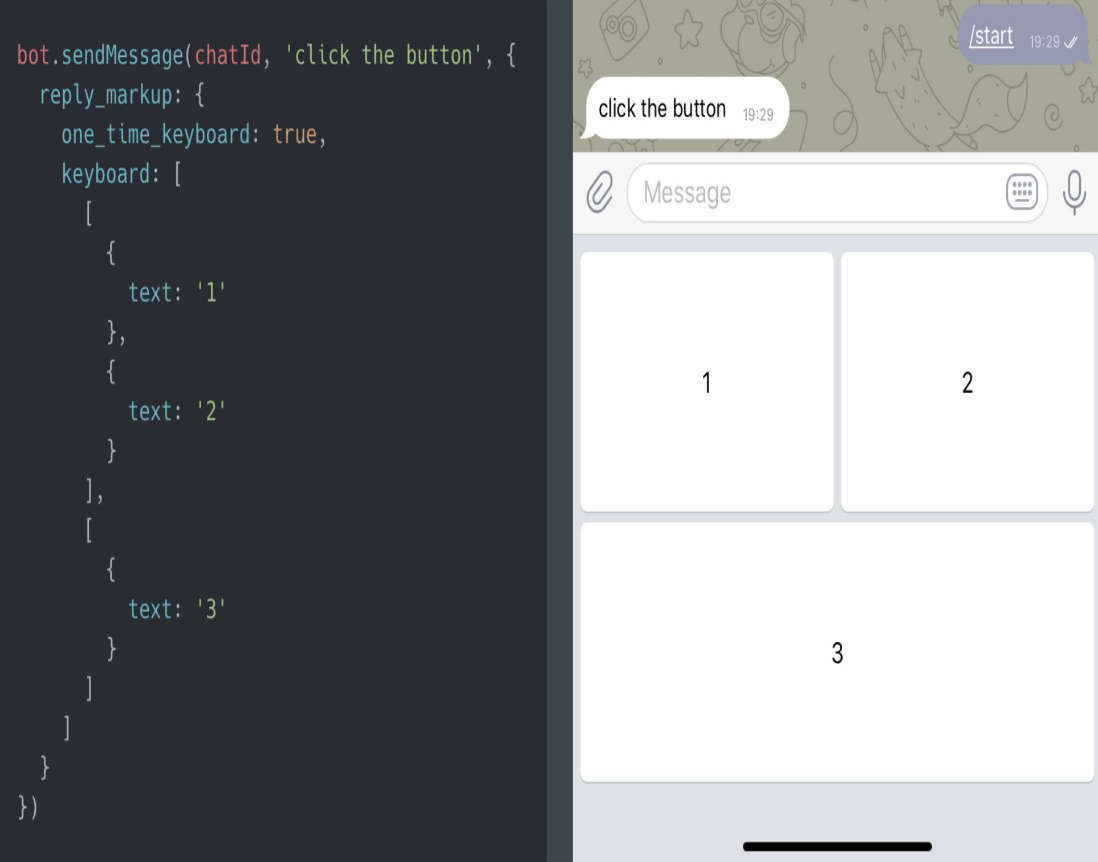 bot.sendMessage(chatId, 'click the button', {
  reply_markup: {
    one_time_keyboard: true,
    keyboard: [
      [
        {
          text: '1'
        },
        {
          text: '2'
        }
      ],
      [
        {
          text: '3'
        }
      ]
    ]
  }
})
/start 19:29
click the button 19:29
Message
1
2
3